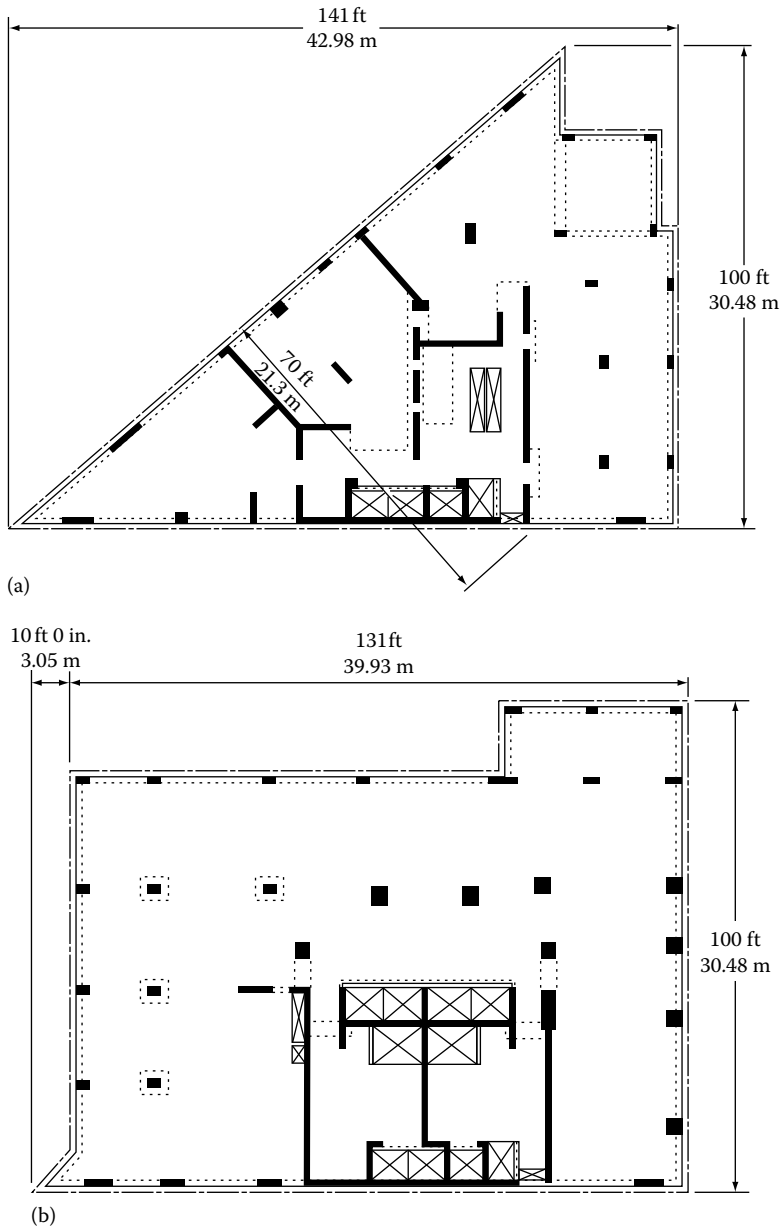 141 ft
42.98 m
100 ft
30.48 m
70 ft
21.3 m
(a)
10 ft 0 in.
3.05 m
131 ft
39.93 m
100 ft
30.48 m
(b)